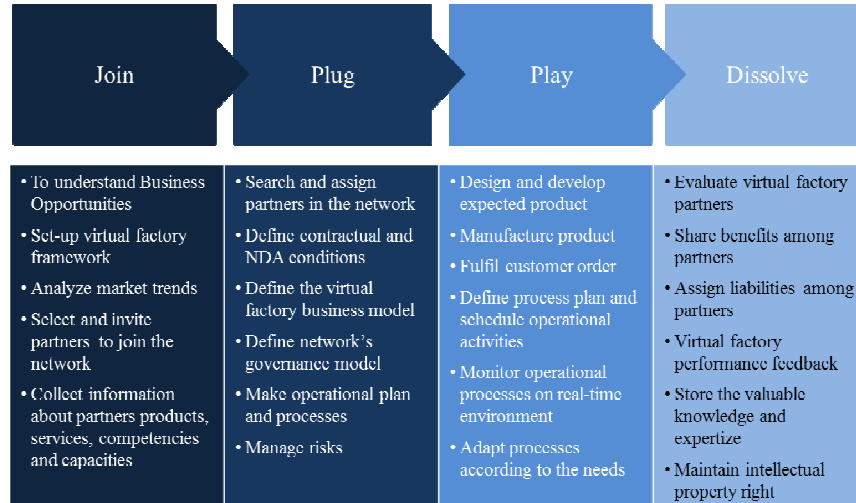 Join
Plug
Play
Dissolve
• To understand Business
Opportunities
• Set-up virtual factory
framework
• Analyze market trends
• Select and invite
partners to join the
network
• Collect information
about partners products,
services, competencies
and capacities
• Search and assign
partners in the network
• Define contractual and
NDA conditions
• Define the virtual
factory business model
• Define network's
governance model
• Make operational plan
and processes
• Manage risks
• Design and develop
expected product
• Manufacture product
• Fulfil customer order
• Define process plan and
schedule operational
activities
• Monitor operational
processes on real-time
environment
• Adapt processes
according to the needs
• Evaluate virtual factory
partners
• Share benefits among
partners
• Assign liabilities among
partners
• Virtual factory
performance feedback
• Store the valuable
knowledge and
expertize
• Maintain intellectual
property right